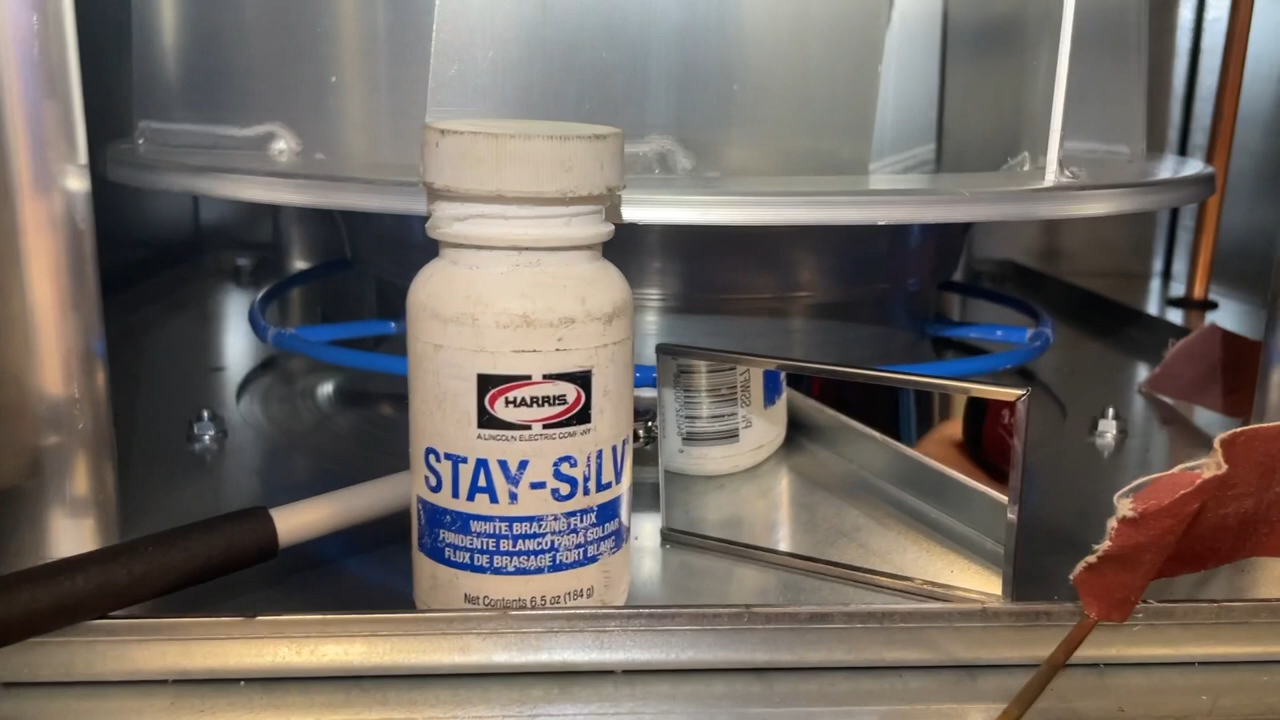 HARRIS
A LINCOLN ELECTRIC COMPANY
STAY-SILV
WHITE BRAZING FLUX
FUNDENTE BLANCO PARA SOLDAR
FLUX DE BRASAGE FORT BLANC
Net Contents 6.5 oz (184 g)
SSWF7